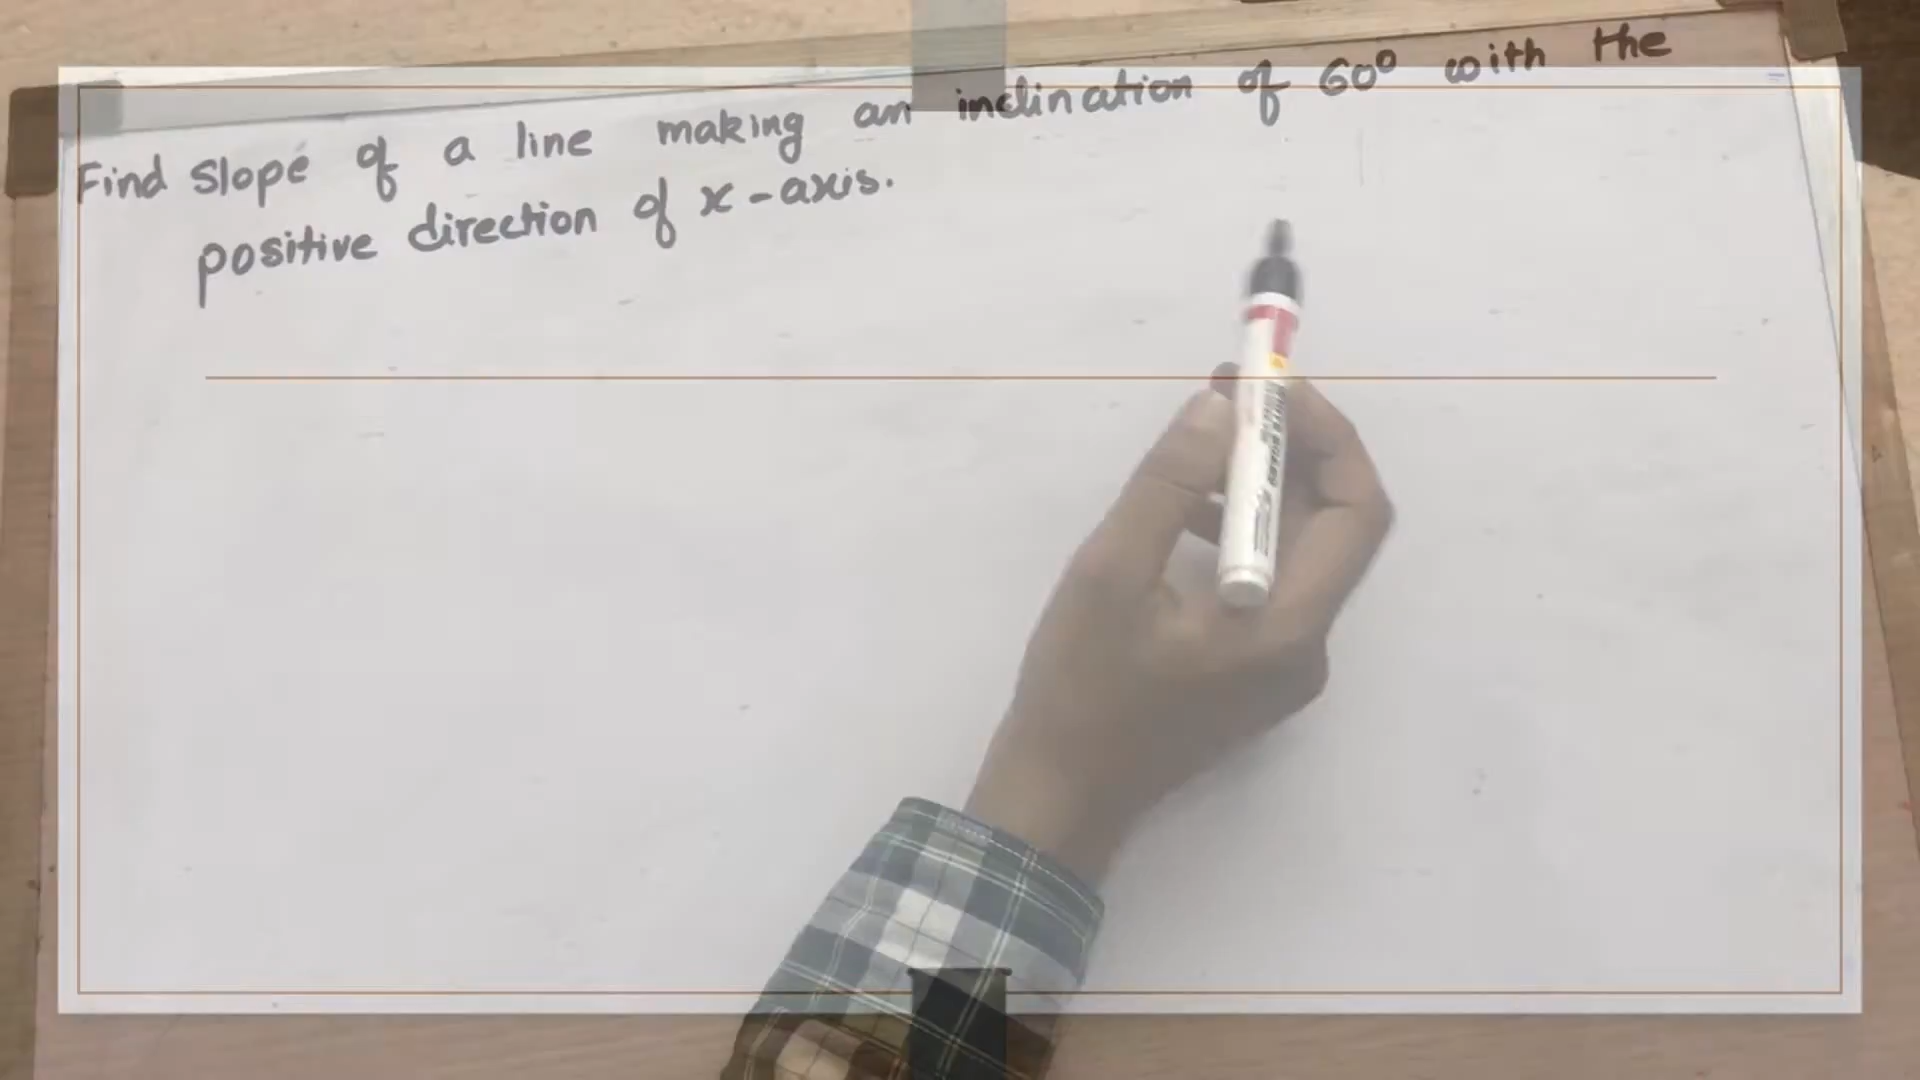 Find slope of a line making an inclination of 60° with the
positive direction of x-axis.